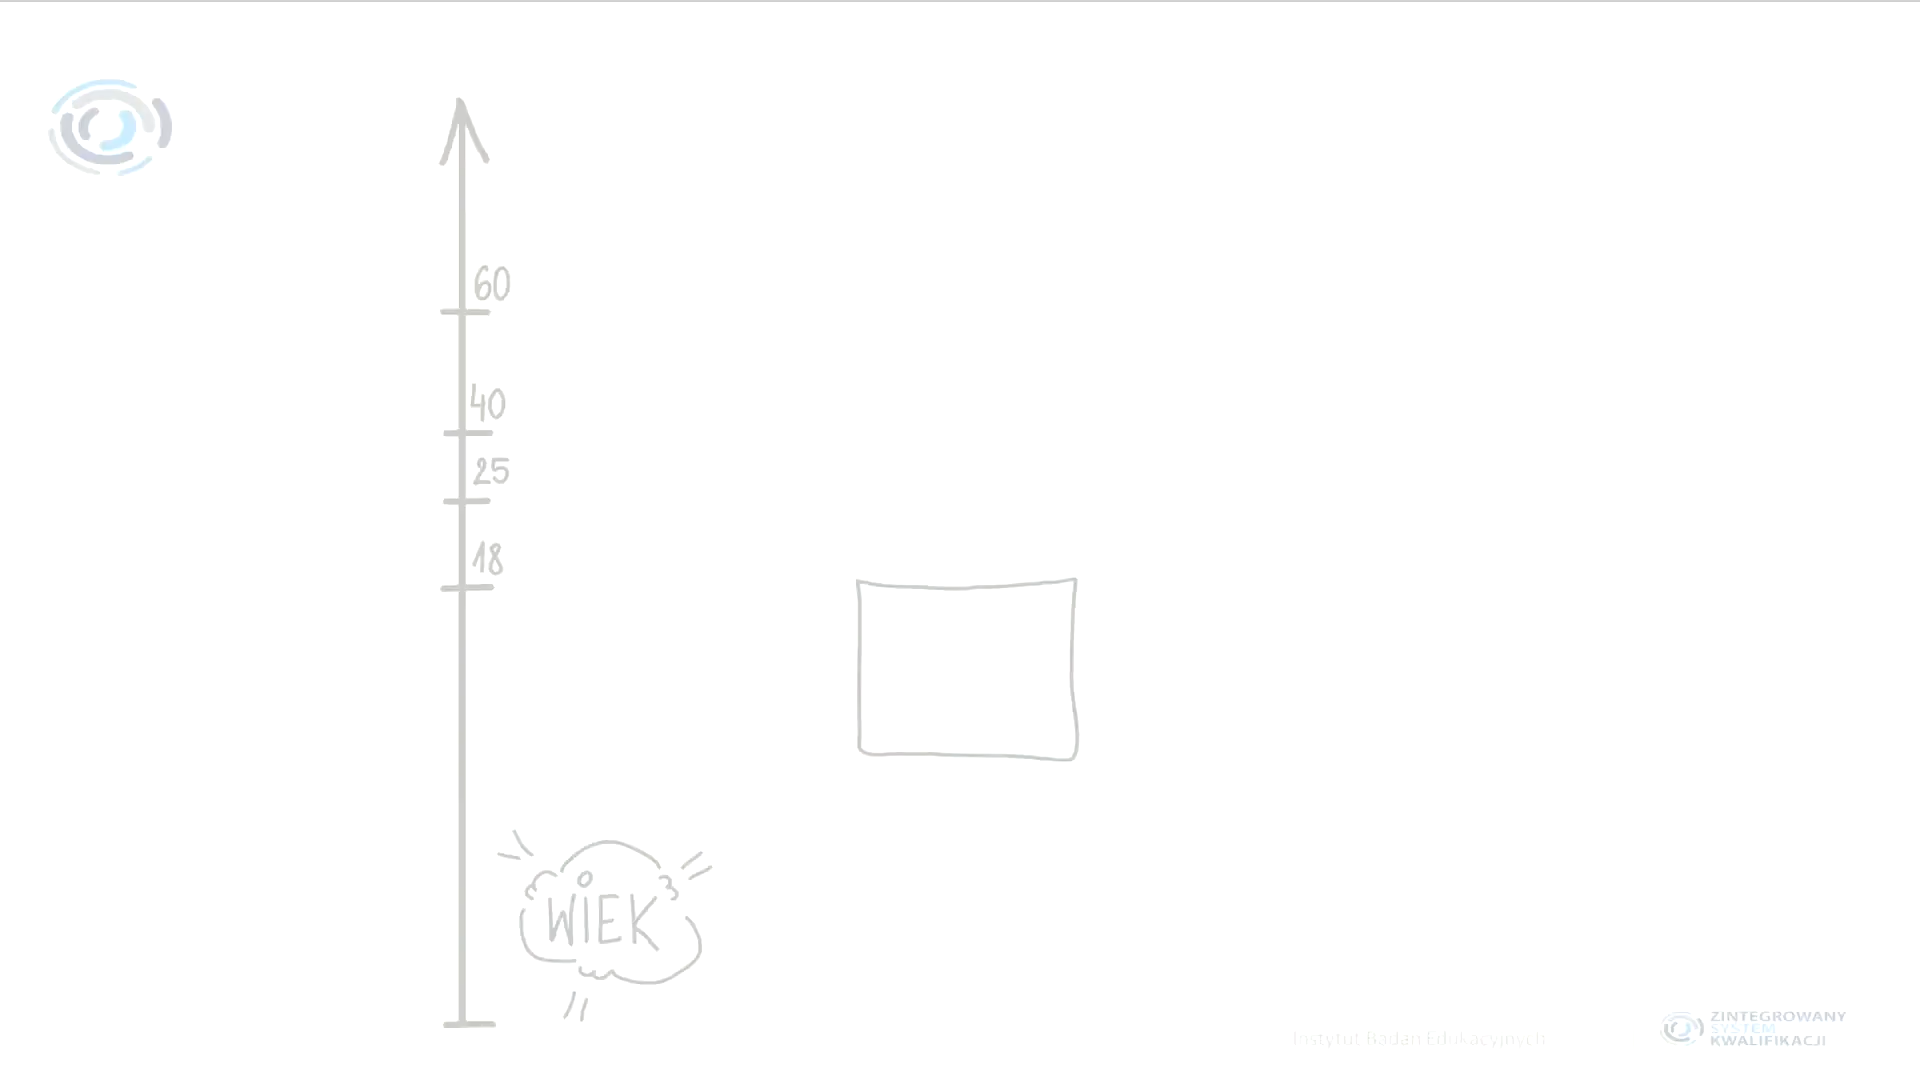 60
40
25
18
WIEK
Instytut Badań Edukacyjnych
ZINTEGROWANY
SYSTEM
KWALIFIKACJI